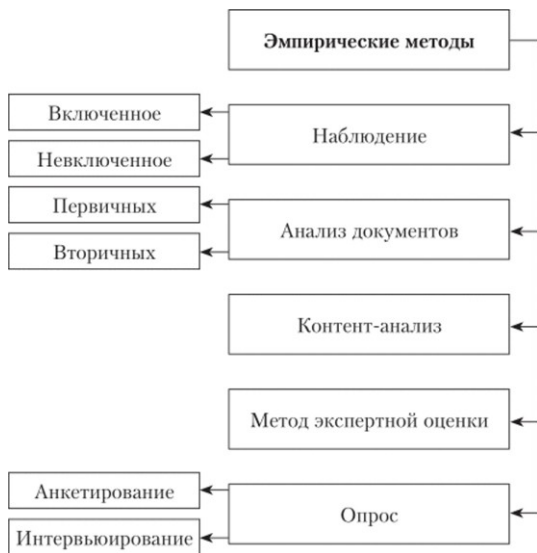 Эмпирические методы
Включенное
Наблюдение
Невключенное
Первичных
Анализ документов
Вторичных
Контент-анализ
Метод экспертной оценки
Анкетирование
Опрос
Интервьюирование